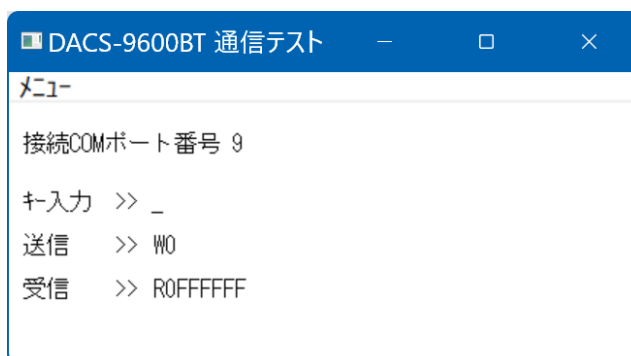 DACS-9600BT 通信テスト
メニュー
接続COMポート番号 9
キー入力 >> _
送信 >> W0
受信 >> R0FFFFFF